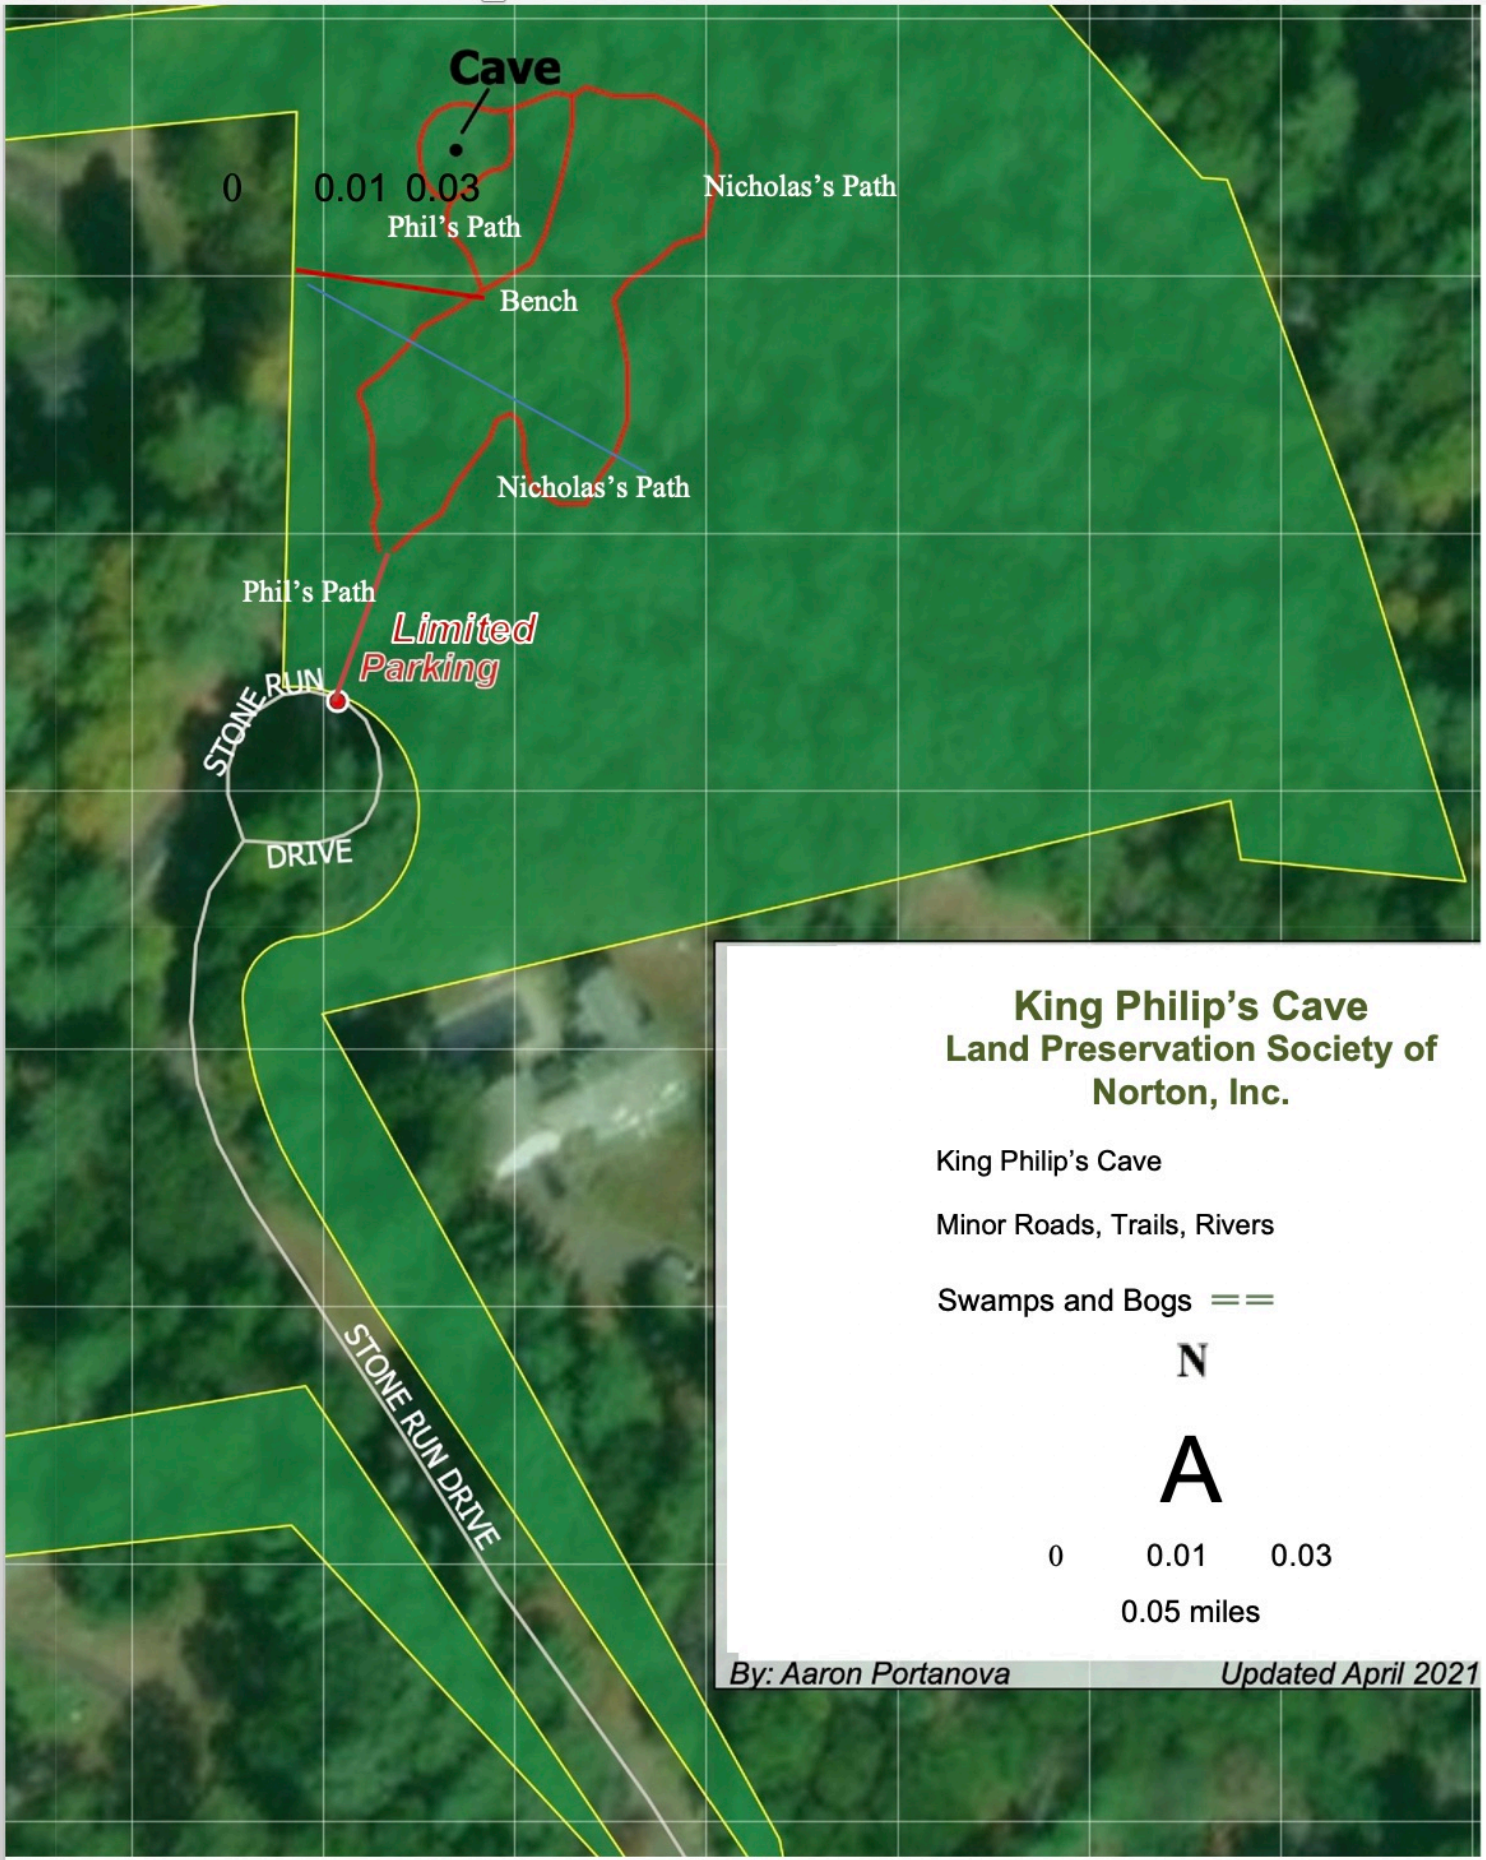 Cave
0 0.01 0.03
Nicholas's Path
Phil's Path
Bench
Nicholas's Path
Phil's Path
Limited
Parking
STONE RUN
DRIVE
STONE RUN DRIVE
King Philip's Cave
Land Preservation Society of
Norton, Inc.
King Philip's Cave
Minor Roads, Trails, Rivers
Swamps and Bogs
N
A
0 0.01 0.03
0.05 miles
By: Aaron Portanova Updated April 2021